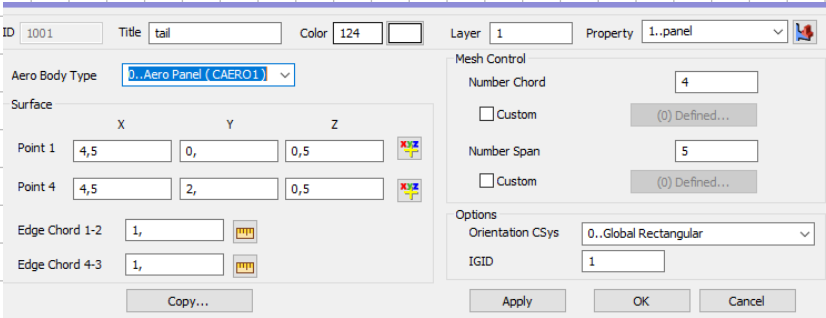 ID 1001 Title tail Color 124 Layer 1 Property 1..panel
Aero Body Type 0..Aero Panel (CAERO1)
Surface
X Y Z
Point 1 4,5 0, 0,5 xyz
Point 4 4,5 2, 0,5 xyz
Edge Chord 1-2 1,
Edge Chord 4-3 1,
Copy...
Mesh Control
Number Chord 4
Custom (0) Defined...
Number Span 5
Custom (0) Defined...
Options
Orientation CSys 0..Global Rectangular
IGID 1
Apply OK Cancel